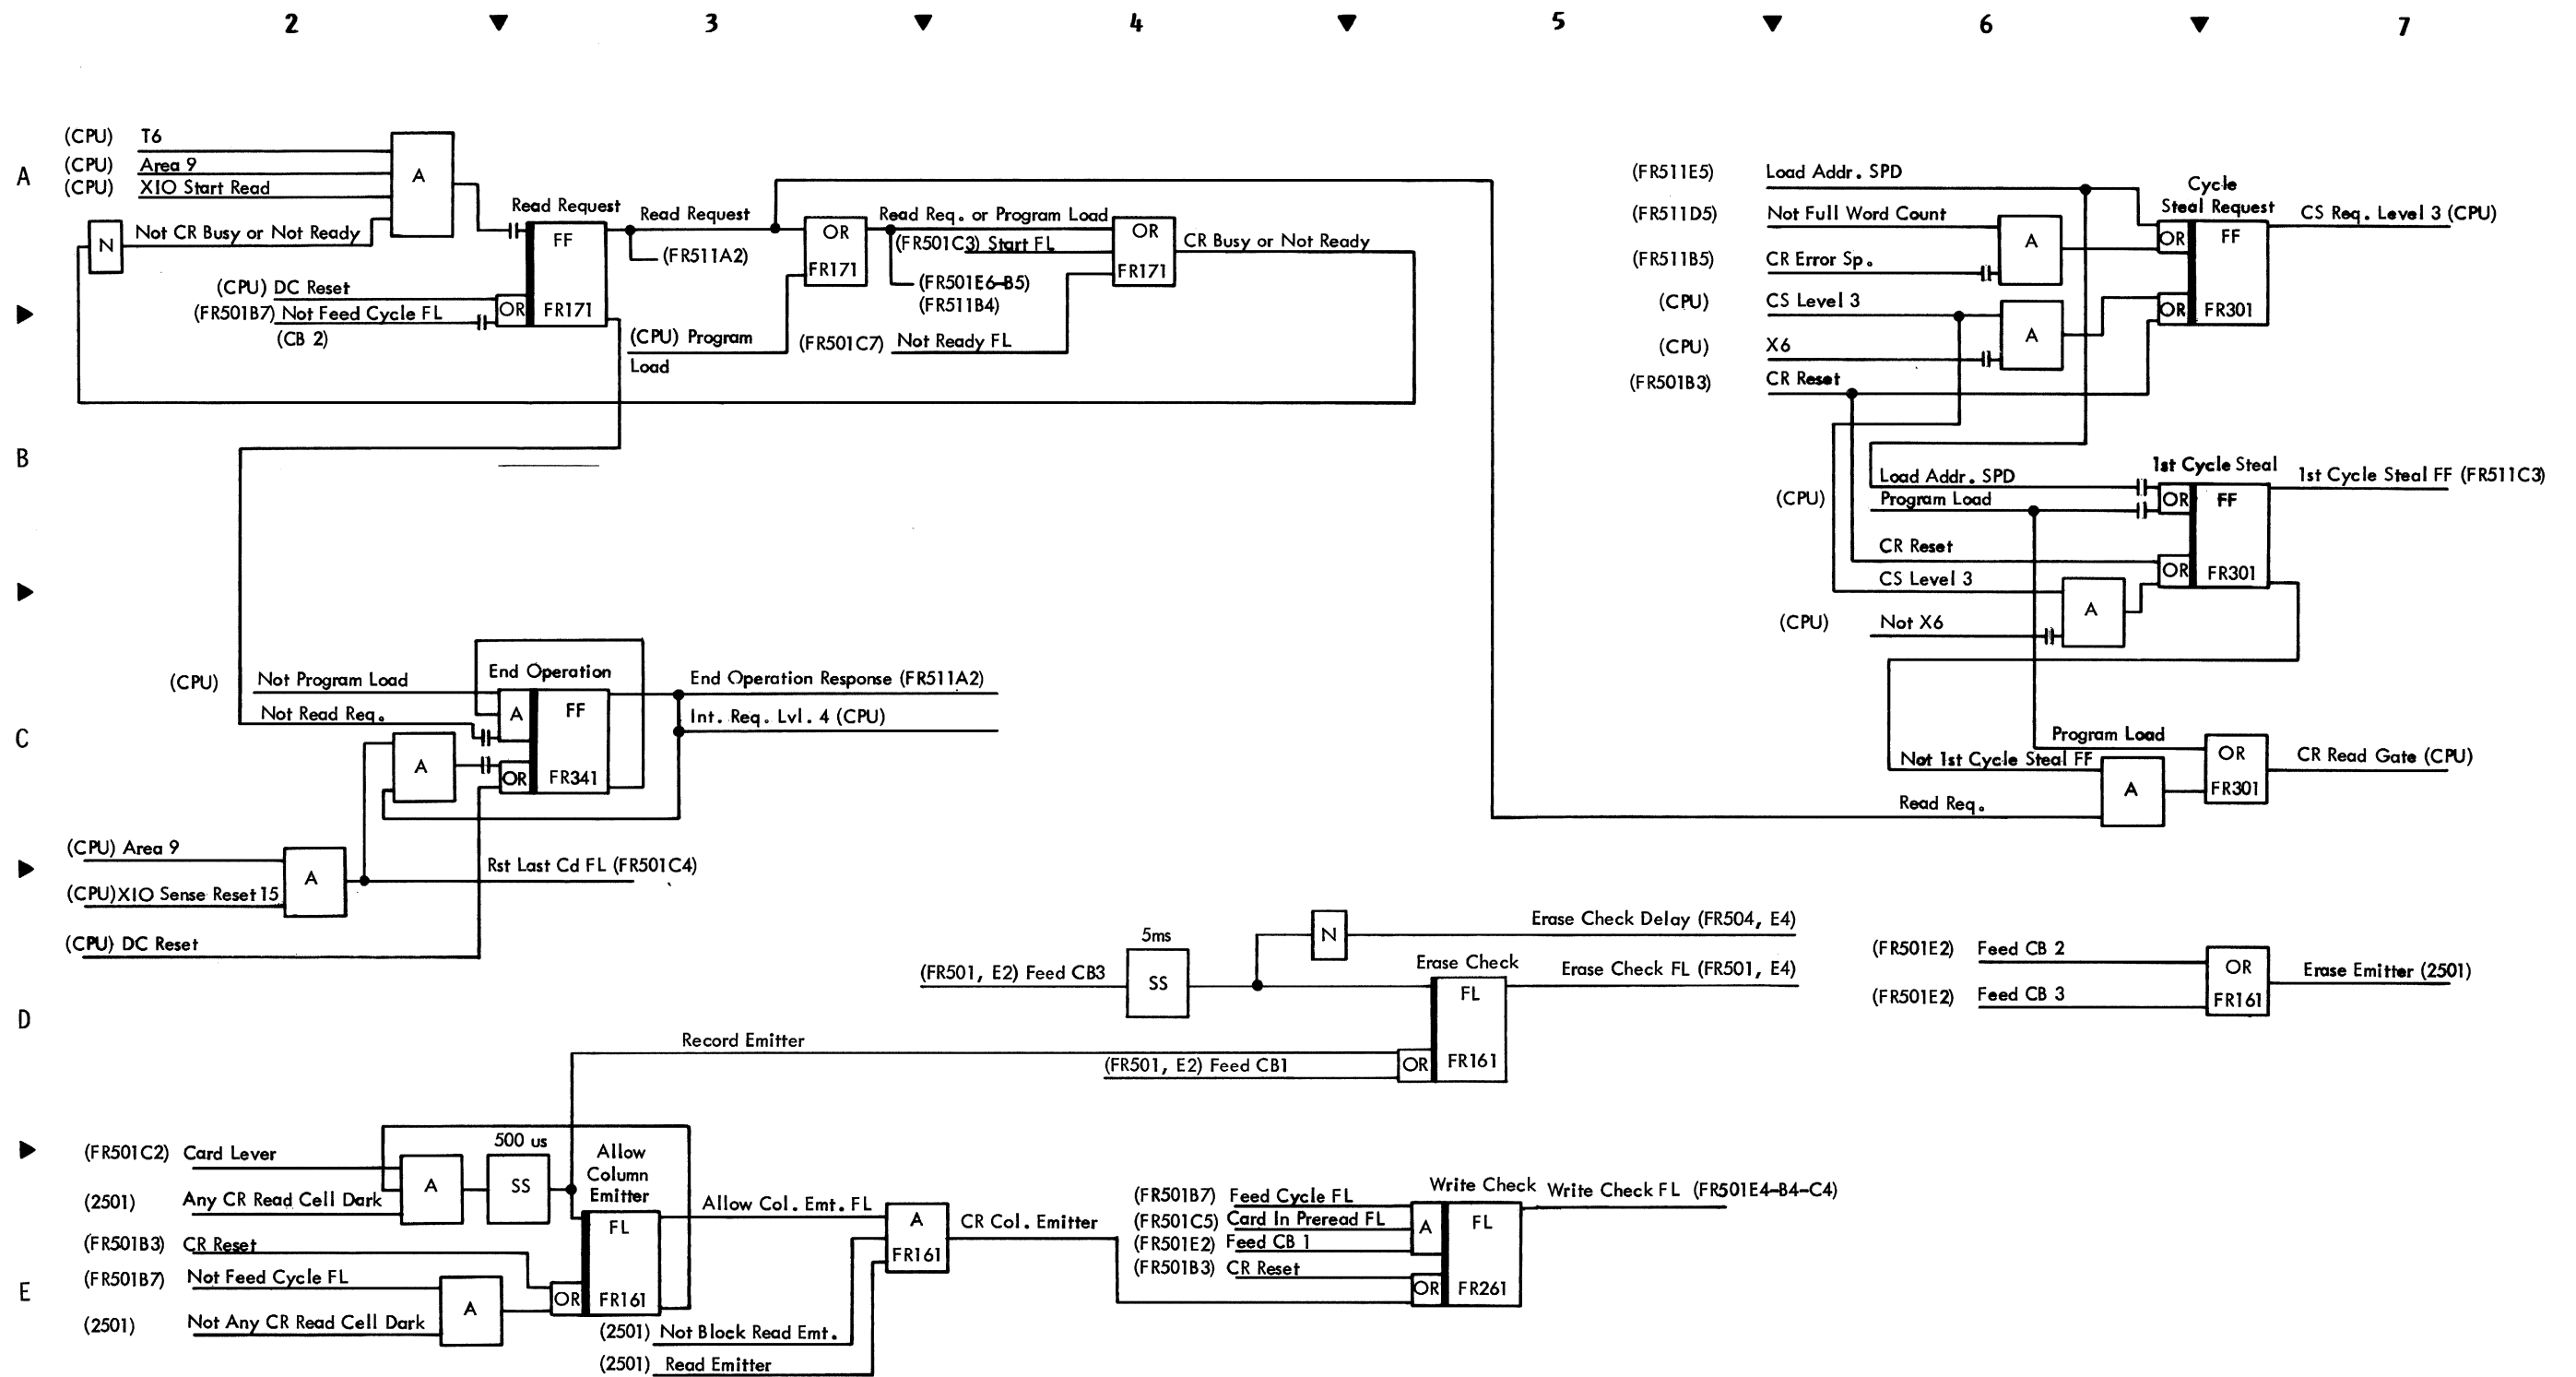 2 3 4 5 6 7
A
(CPU) T6
(CPU) Area 9
(CPU) XIO Start Read
A
N
Not CR Busy or Not Ready
Read Request
FF
FR171
OR
(CPU) DC Reset
(FR501B7) Not Feed Cycle FL
(CB 2)
Read Request
(FR511A2)
OR
FR171
(CPU) Program
Load
Read Req. or Program Load
(FR501C3) Start FL
(FR501E6-B5)
(FR511B4)
(FR501C7) Not Ready FL
OR
FR171
CR Busy or Not Ready
(FR511E5) Load Addr. SPD
(FR511D5) Not Full Word Count
(FR511B5) CR Error Sp.
(CPU) CS Level 3
(CPU) X6
(FR501B3) CR Reset
A
A
Cycle
Steal Request
OR
OR
FF
FR301
CS Req. Level 3 (CPU)
B
Load Addr. SPD
(CPU) Program Load
CR Reset
CS Level 3
(CPU) Not X6
A
1st Cycle Steal
OR
OR
FF
FR301
1st Cycle Steal FF (FR511C3)
C
(CPU) Not Program Load
Not Read Req.
End Operation
A
FF
OR
FR341
A
End Operation Response (FR511A2)
Int. Req. Lvl. 4 (CPU)
Program Load
Not 1st Cycle Steal FF
Read Req.
A
OR
FR301
CR Read Gate (CPU)
(CPU) Area 9
(CPU)XIO Sense Reset 15
A
Rst Last Cd FL (FR501C4)
(CPU) DC Reset
D
(FR501, E2) Feed CB3
5ms
SS
N
Erase Check Delay (FR504, E4)
Erase Check
FL
FR161
OR
Erase Check FL (FR501, E4)
(FR501E2) Feed CB 2
(FR501E2) Feed CB 3
OR
FR161
Erase Emitter (2501)
Record Emitter
(FR501, E2) Feed CB1
E
(FR501C2) Card Lever
(2501) Any CR Read Cell Dark
A
500 us
SS
Allow
Column
Emitter
FL
FR161
OR
(FR501B3) CR Reset
(FR501B7) Not Feed Cycle FL
(2501) Not Any CR Read Cell Dark
A
Allow Col. Emt. FL
A
FR161
(2501) Not Block Read Emt.
(2501) Read Emitter
CR Col. Emitter
(FR501B7) Feed Cycle FL
(FR501C5) Card In Preread FL
(FR501E2) Feed CB 1
(FR501B3) CR Reset
Write Check
A
FL
OR
FR261
Write Check FL (FR501E4-B4-C4)